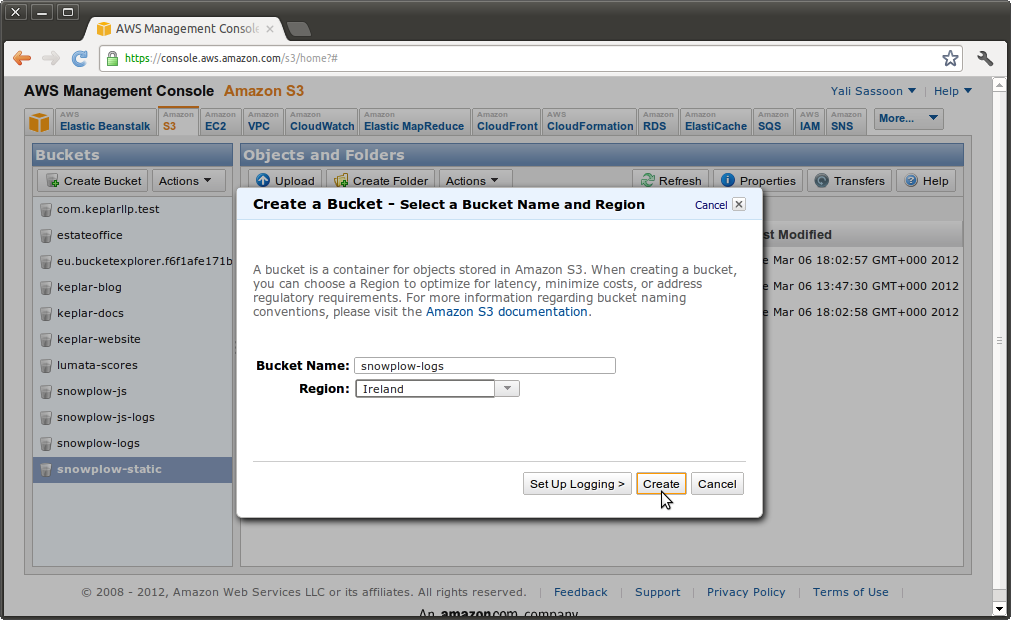 AWS Management Console
https://console.aws.amazon.com/s3/home?#
AWS Management Console Amazon S3
Yali Sassoon Help
AWS Elastic Beanstalk
Amazon S3
Amazon EC2
Amazon VPC
Amazon CloudWatch
Amazon Elastic MapReduce
Amazon CloudFront
AWS CloudFormation
Amazon RDS
Amazon ElastiCache
Amazon SQS
AWS IAM
Amazon SNS
More...
Buckets
Objects and Folders
Create Bucket Actions
Upload Create Folder Actions Refresh Properties Transfers Help
com.keplarllp.test
estateoffice
eu.bucketexplorer.f6f1afe171b
keplar-blog
keplar-docs
keplar-website
lumata-scores
snowplow-js
snowplow-js-logs
snowplow-logs
snowplow-static
st Modified
e Mar 06 18:02:57 GMT+000 2012
e Mar 06 13:47:30 GMT+000 2012
e Mar 06 18:02:58 GMT+000 2012
Create a Bucket - Select a Bucket Name and Region
Cancel
A bucket is a container for objects stored in Amazon S3. When creating a bucket,
you can choose a Region to optimize for latency, minimize costs, or address
regulatory requirements. For more information regarding bucket naming
conventions, please visit the Amazon S3 documentation.
Bucket Name: snowplow-logs
Region: Ireland
Set Up Logging > Create Cancel
© 2008 - 2012, Amazon Web Services LLC or its affiliates. All rights reserved. | Feedback | Support | Privacy Policy | Terms of Use |
An amazon.com company